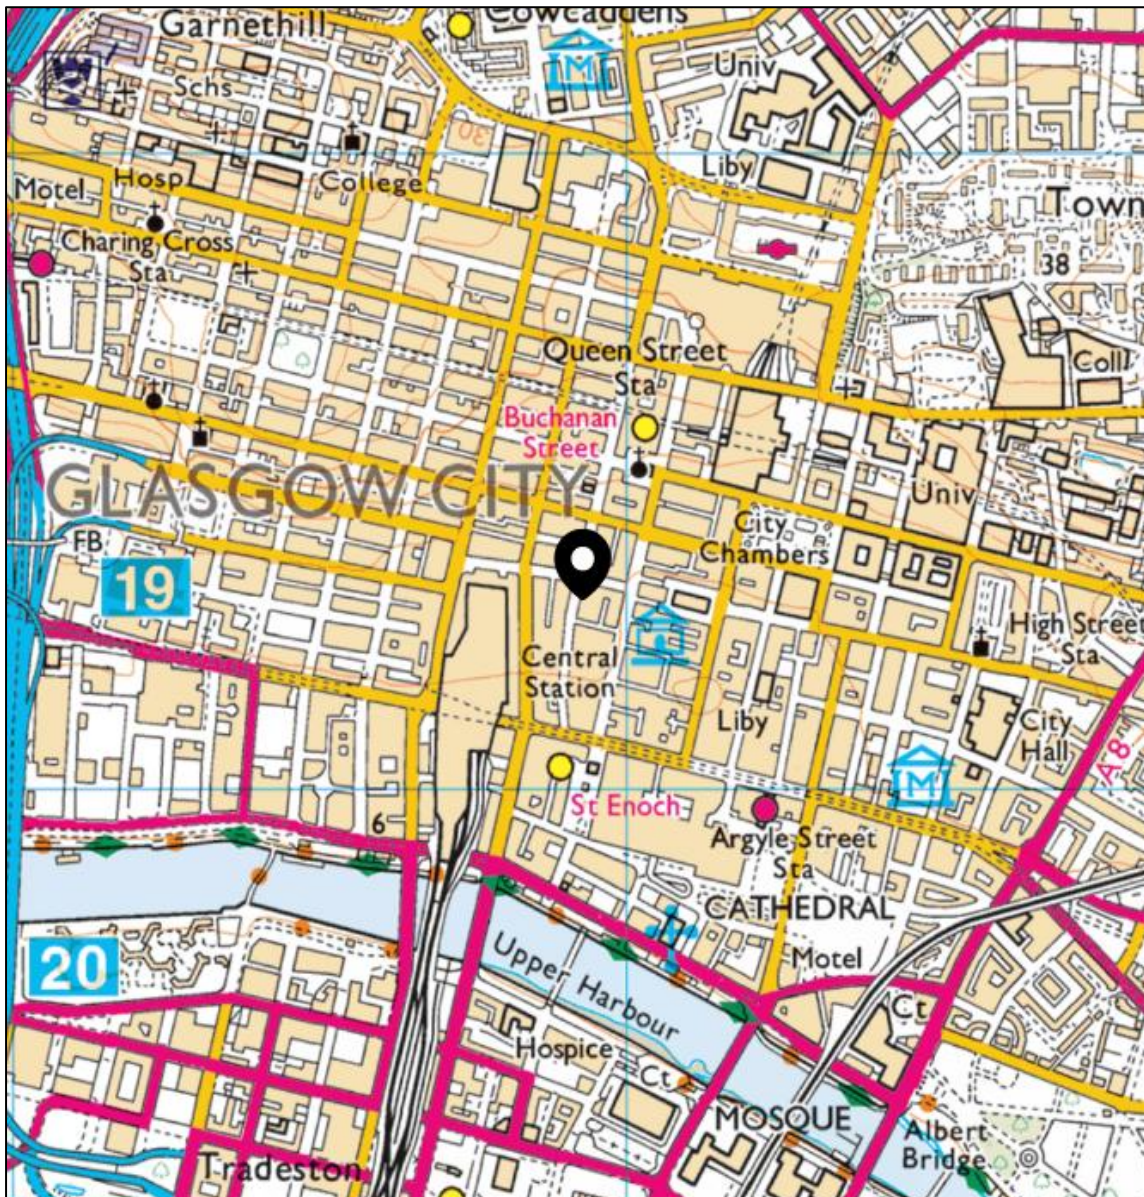 Garnethill
Cowcaddens
M
Univ
Schs
30
Liby
Motel
Hosp
College
Town
Charing Cross
Sta
38
Queen Street
Sta
Coll
Buchanan
Street
GLASGOW CITY
Univ
City
Chambers
FB
19
High Street
Sta
Central
Station
Liby
City
Hall
A8
M
St Enoch
6
Argyle Street
Sta
CATHEDRAL
20
Motel
Upper Harbour
Ct
Hospice
Ct
MOSQUE
Albert
Bridge
Tradeston